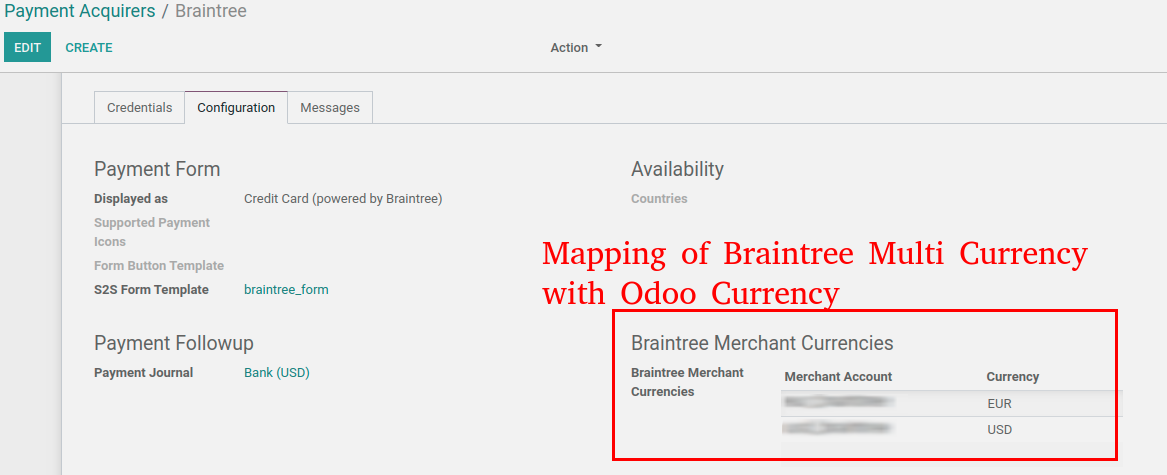 Payment Acquirers / Braintree
EDIT CREATE Action
Credentials Configuration Messages
Payment Form
Displayed as Credit Card (powered by Braintree)
Supported Payment
Icons
Form Button Template
S2S Form Template braintree_form
Availability
Countries
Mapping of Braintree Multi Currency
with Odoo Currency
Payment Followup
Payment Journal Bank (USD)
Braintree Merchant Currencies
Braintree Merchant
Currencies
Merchant Account Currency
EUR
USD